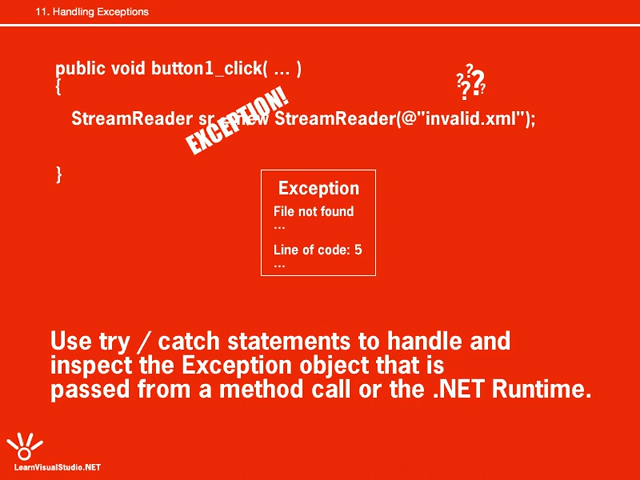 11. Handling Exceptions
public void button1_click( ... )
{
? ? ? ? ?
EXCEPTION!
StreamReader sr = new StreamReader(@"invalid.xml");
}
Exception
File not found
...
Line of code: 5
...
Use try / catch statements to handle and
inspect the Exception object that is
passed from a method call or the .NET Runtime.
LearnVisualStudio.NET